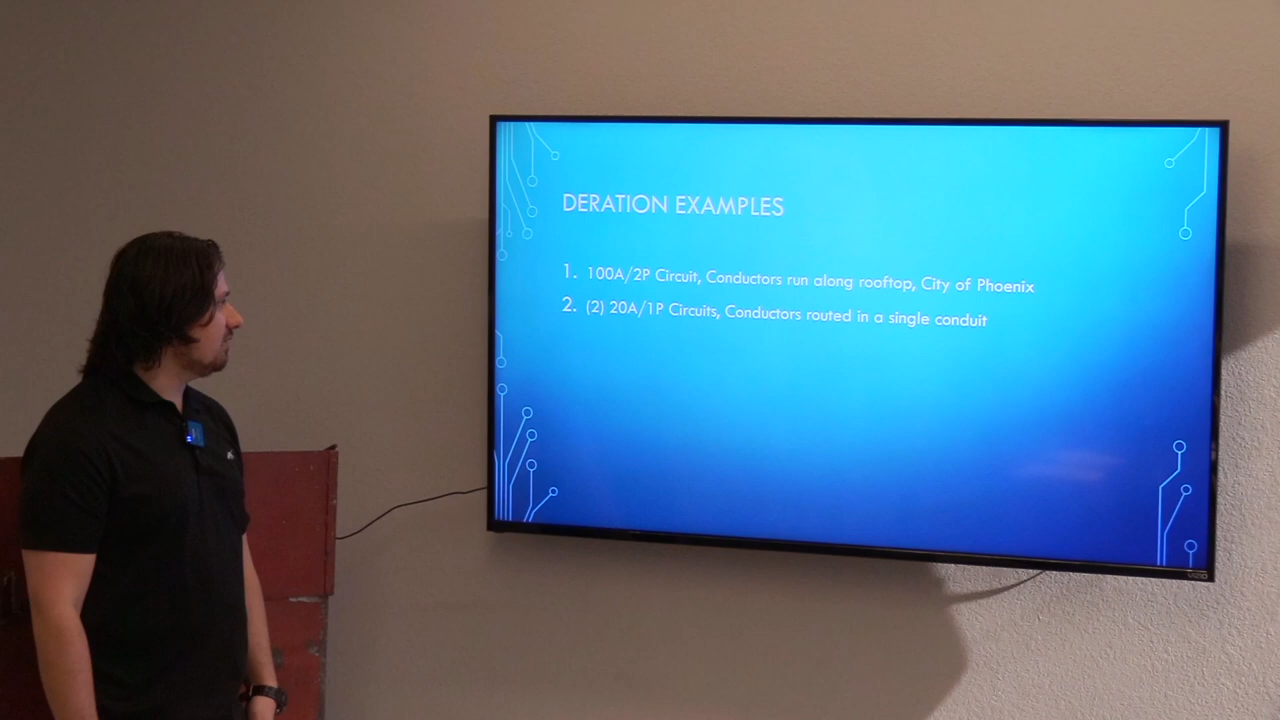 DERATION EXAMPLES
1. 100A/2P Circuit, Conductors run along rooftop, City of Phoenix
2. (2) 20A/1P Circuits, Conductors routed in a single conduit
VIZIO